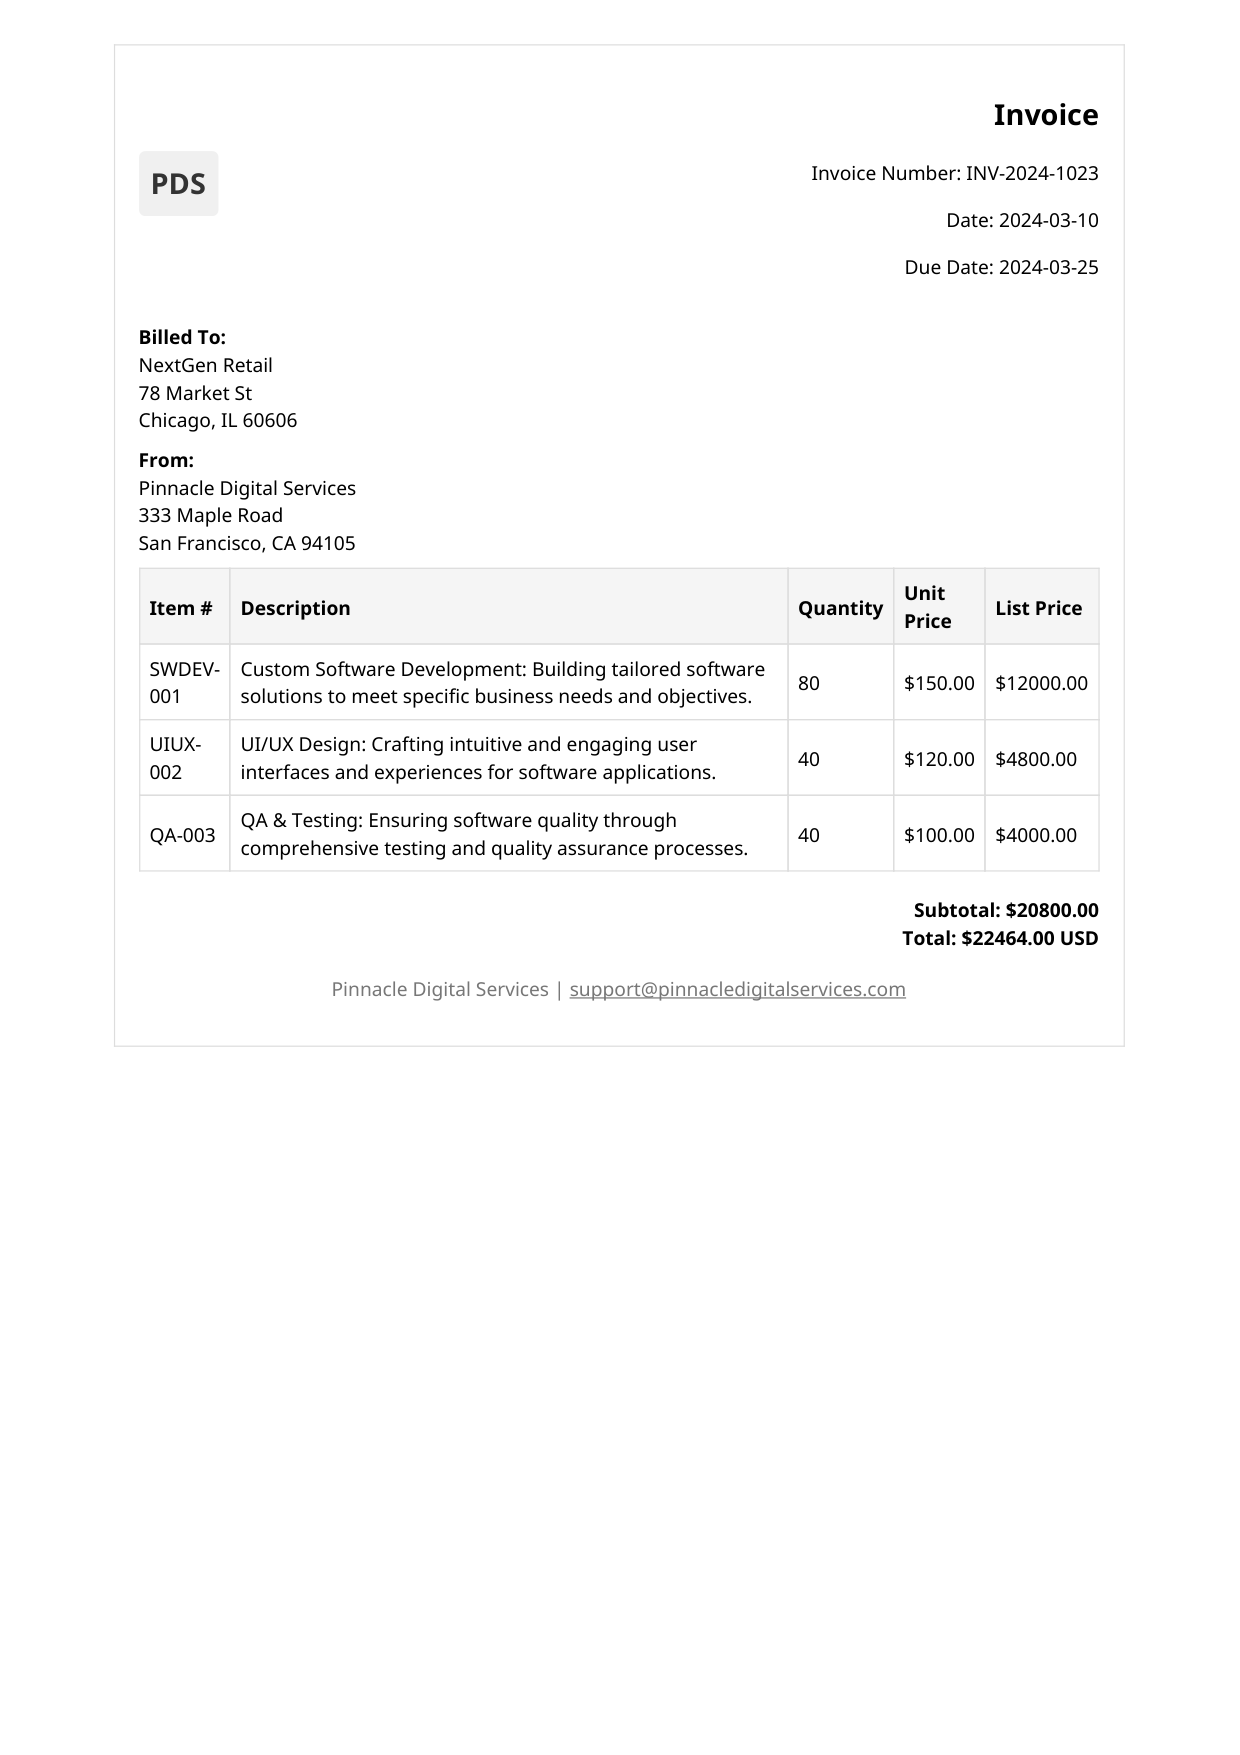 Invoice
PDS
Invoice Number: INV-2024-1023
Date: 2024-03-10
Due Date: 2024-03-25
Billed To:
NextGen Retail
78 Market St
Chicago, IL 60606
From:
Pinnacle Digital Services
333 Maple Road
San Francisco, CA 94105
Item # Description Quantity Unit Price List Price
SWDEV-001 Custom Software Development: Building tailored software
solutions to meet specific business needs and objectives. 80 $150.00 $12000.00
UIUX-002 UI/UX Design: Crafting intuitive and engaging user
interfaces and experiences for software applications. 40 $120.00 $4800.00
QA-003 QA & Testing: Ensuring software quality through
comprehensive testing and quality assurance processes. 40 $100.00 $4000.00
Subtotal: $20800.00
Total: $22464.00 USD
Pinnacle Digital Services | support@pinnacledigitalservices.com